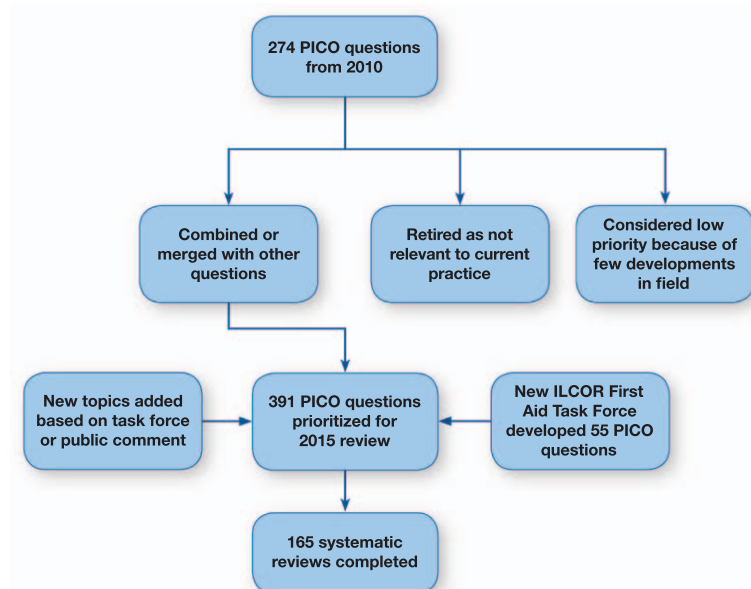 274 PICO questions
from 2010
Combined or
merged with other
questions
Retired as not
relevant to current
practice
Considered low
priority because of
few developments
in field
New topics added
based on task force
or public comment
391 PICO questions
prioritized for
2015 review
New ILCOR First
Aid Task Force
developed 55 PICO
questions
165 systematic
reviews completed